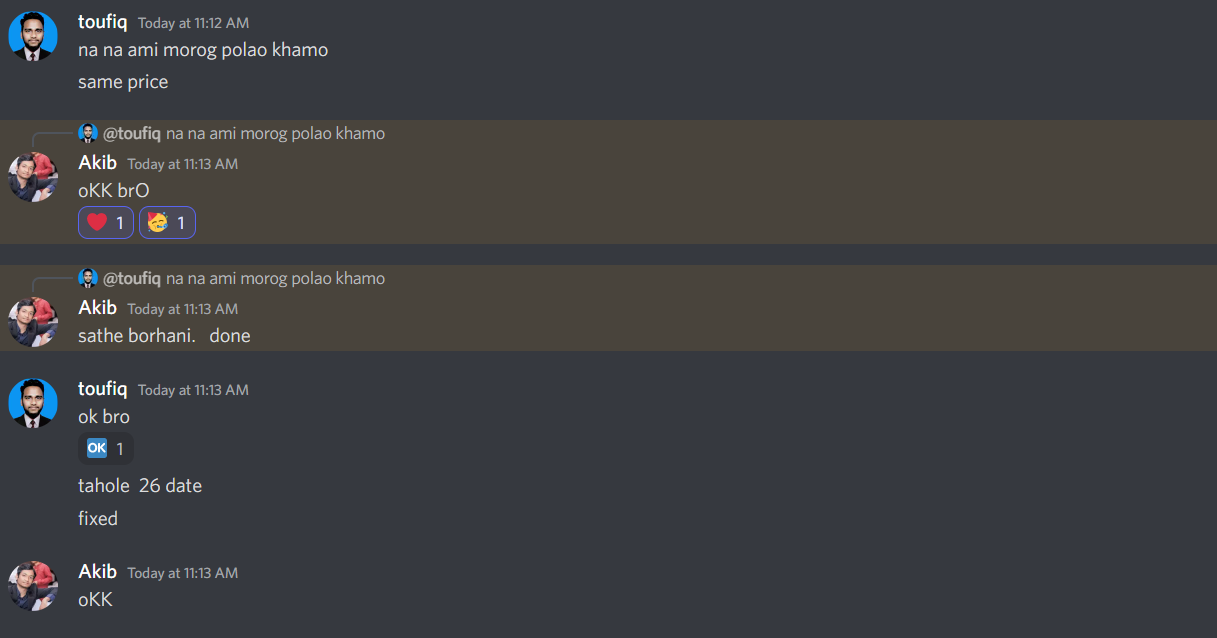 toufiq Today at 11:12 AM
na na ami morog polao khamo
same price
@toufiq na na ami morog polao khamo
Akib Today at 11:13 AM
oKK brO
1 1
@toufiq na na ami morog polao khamo
Akib Today at 11:13 AM
sathe borhani. done
toufiq Today at 11:13 AM
ok bro
OK 1
tahole 26 date
fixed
Akib Today at 11:13 AM
oKK